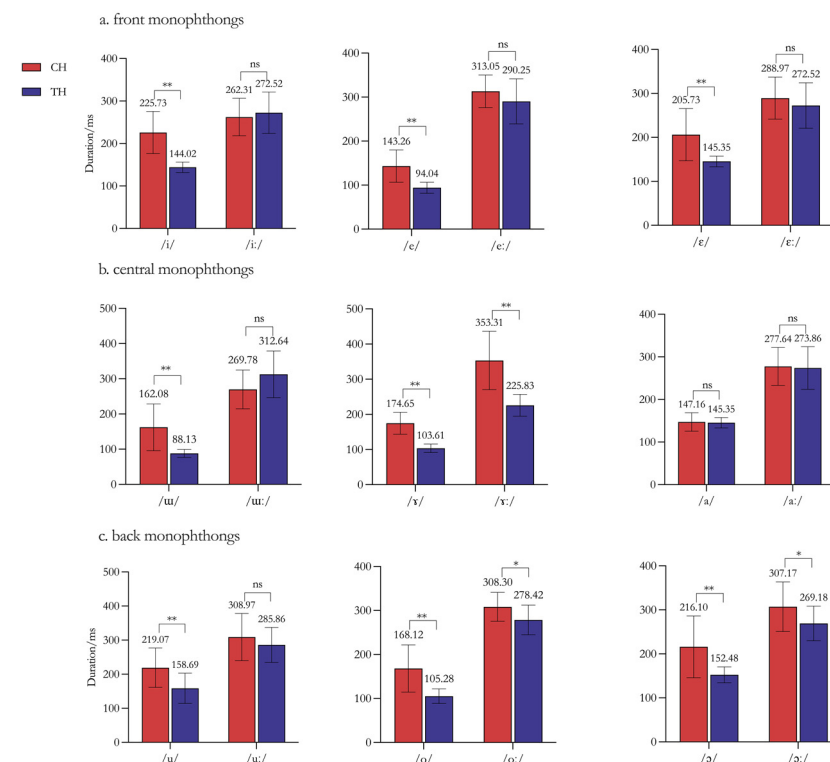 a. front monophthongs
CH
TH
Duration/ms
400
300
200
100
0
225.73
**
144.02
262.31
ns
272.52
/i/
/iː/
400
300
200
100
0
143.26
**
94.04
313.05
ns
290.25
/e/
/eː/
400
300
200
100
0
205.73
**
145.35
288.97
ns
272.52
/ɛ/
/ɛː/
b. central monophthongs
500
400
300
200
100
0
162.08
**
88.13
269.78
ns
312.64
/ɯ/
/ɯː/
500
400
300
200
100
0
174.65
**
103.61
353.31
**
225.83
/ɤ/
/ɤː/
400
300
200
100
0
147.16
ns
145.35
277.64
ns
273.86
/a/
/aː/
c. back monophthongs
Duration/ms
500
400
300
200
100
0
219.07
**
158.69
308.97
ns
285.86
/u/
/uː/
400
300
200
100
0
168.12
**
105.28
308.30
*
278.42
/o/
/oː/
400
300
200
100
0
216.10
**
152.48
307.17
*
269.18
/ɔ/
/ɔː/